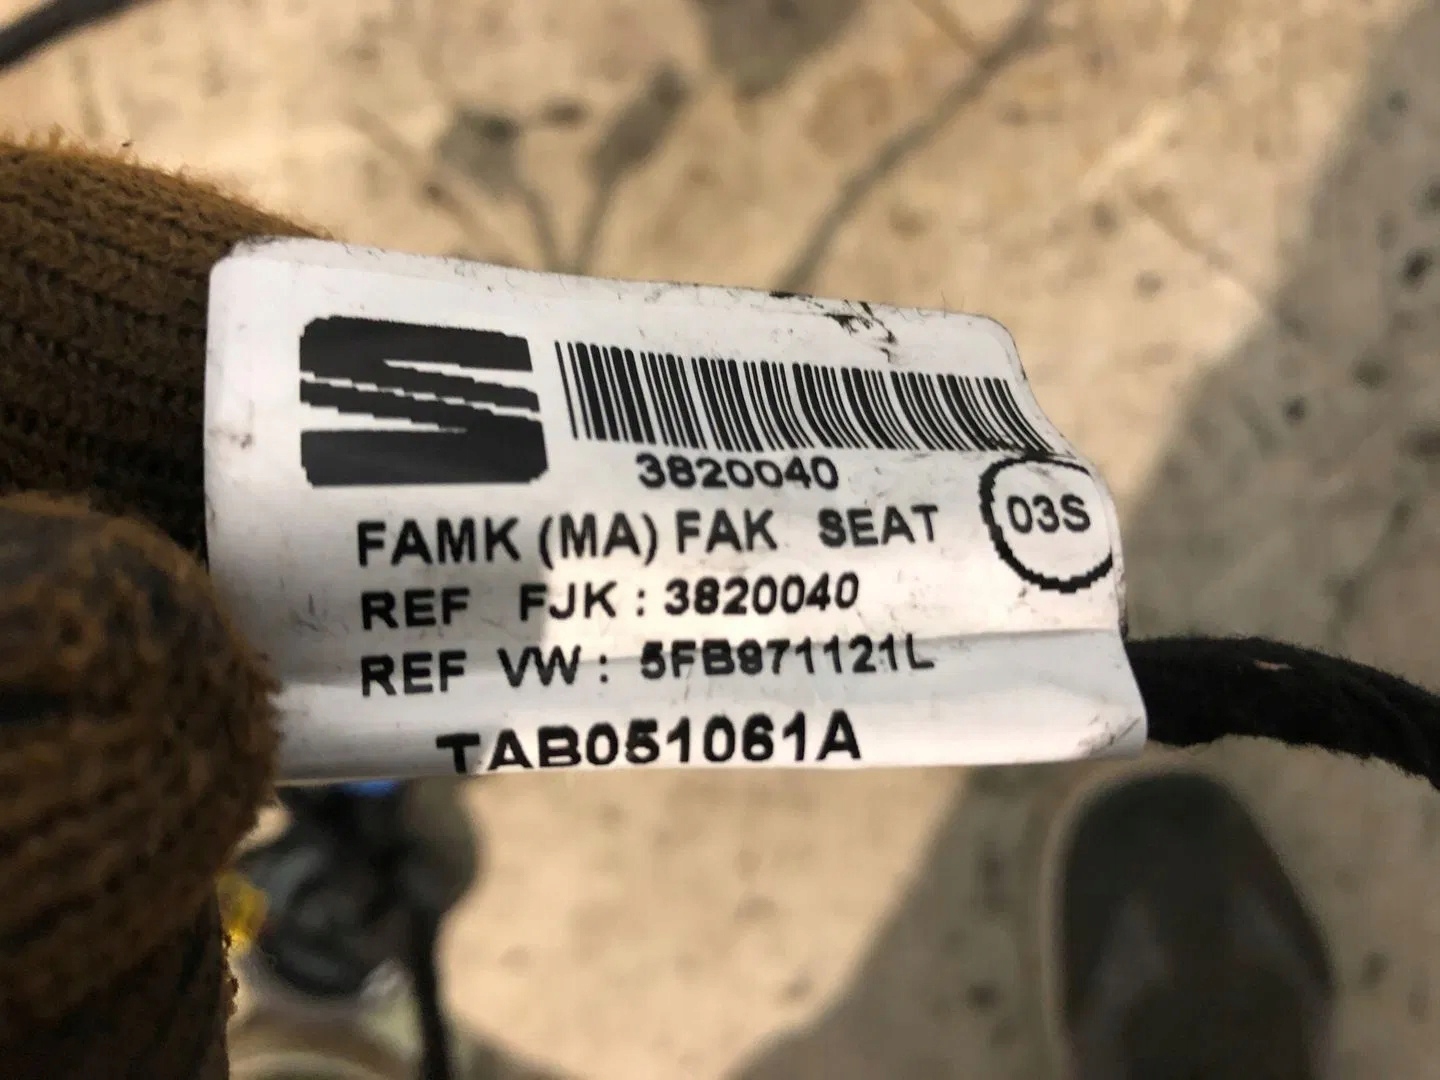 3820040
FAMK (MA) FAK SEAT
03S
REF FJK : 3820040
REF VW : 5FB971121L
TAB051061A